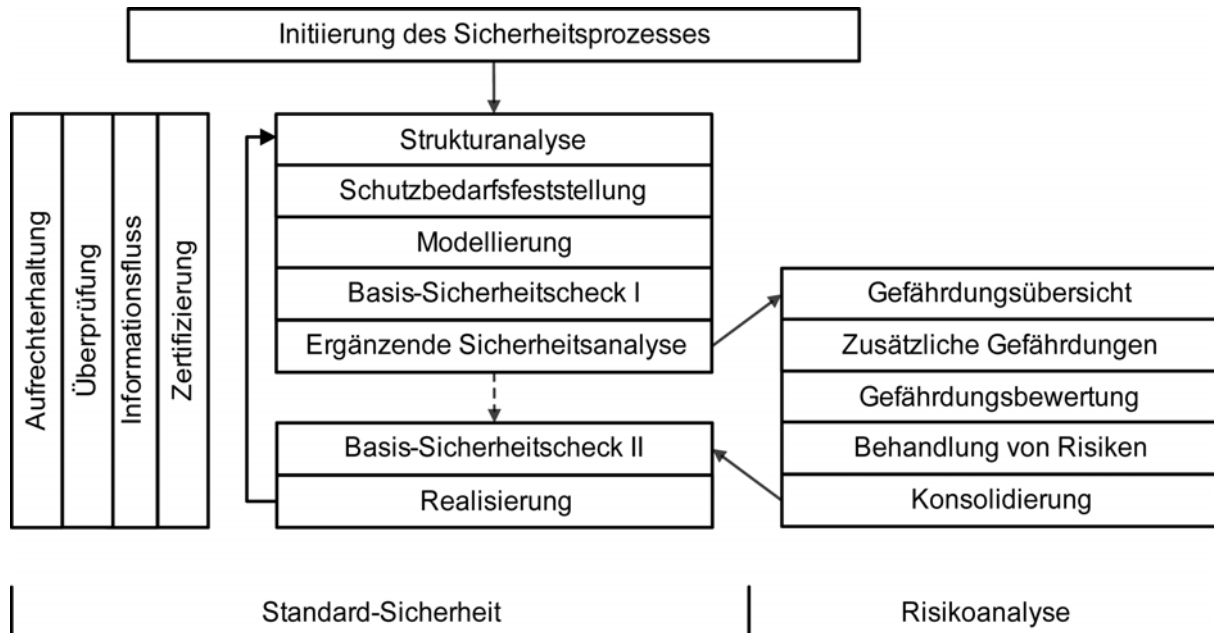 Initiierung des Sicherheitsprozesses
Aufrechterhaltung
Überprüfung
Informationsfluss
Zertifizierung
Strukturanalyse
Schutzbedarfsfeststellung
Modellierung
Basis-Sicherheitscheck I
Ergänzende Sicherheitsanalyse
Basis-Sicherheitscheck II
Realisierung
Gefährdungsübersicht
Zusätzliche Gefährdungen
Gefährdungsbewertung
Behandlung von Risiken
Konsolidierung
Standard-Sicherheit
Risikoanalyse